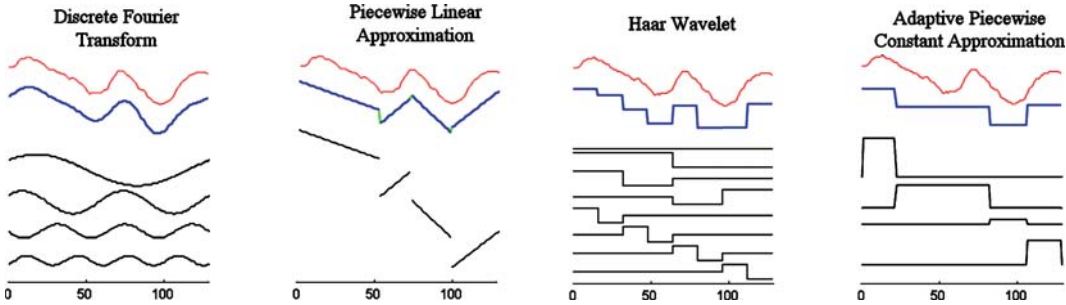 Discrete Fourier
Transform
Piecewise Linear
Approximation
Haar Wavelet
Adaptive Piecewise
Constant Approximation
0 50 100
0 50 100
0 50 100
0 50 100